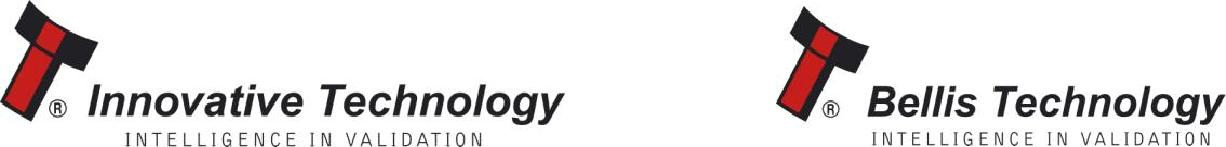 ® Innovative Technology
INTELLIGENCE IN VALIDATION
® Bellis Technology
INTELLIGENCE IN VALIDATION